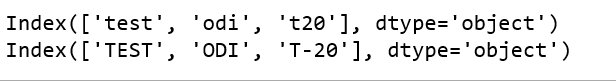 Index(['test', 'odi', 't20'], dtype='object')
Index(['TEST', 'ODI', 'T-20'], dtype='object')